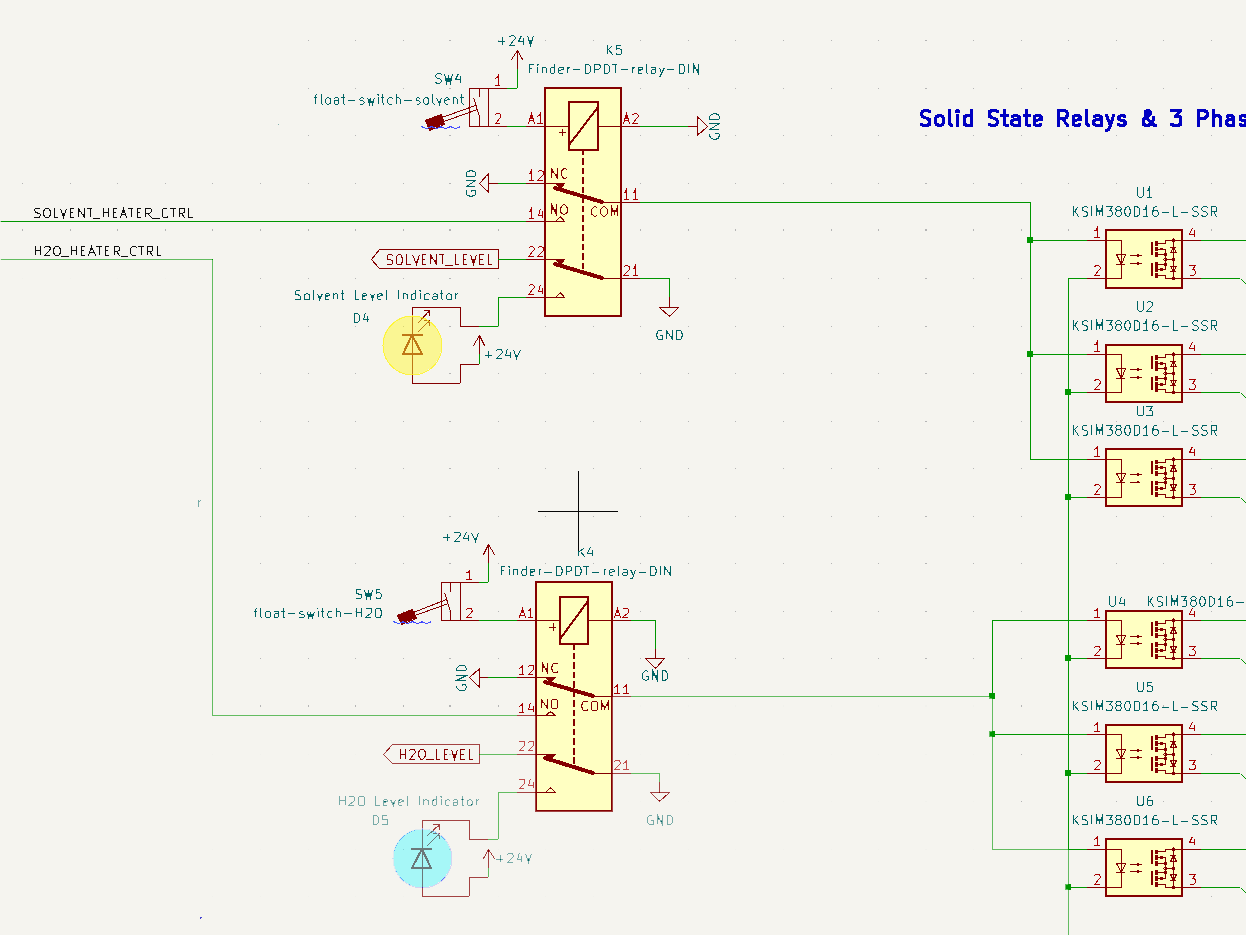 +24V
K5
Finder-DPDT-relay-DIN
SW4
1
float-switch-solvent
2
A1
+
A2
GND
Solid State Relays & 3 Phas
GND
12
NC
11
SOLVENT_HEATER_CTRL
14
NO
COM
H2O_HEATER_CTRL
SOLVENT_LEVEL
22
21
24
Solvent Level Indicator
D4
+24V
GND
U1
KSIM380D16-L-SSR
1
4
2
3
U2
KSIM380D16-L-SSR
1
4
2
3
U3
KSIM380D16-L-SSR
1
4
2
3
r
+24V
K4
Finder-DPDT-relay-DIN
SW5
1
float-switch-H2O
2
A1
+
A2
GND
GND
12
NC
11
14
NO
COM
H2O_LEVEL
22
21
24
H2O Level Indicator
D5
+24V
GND
U4
KSIM380D16-
1
4
2
3
U5
KSIM380D16-L-SSR
1
4
2
3
U6
KSIM380D16-L-SSR
1
4
2
3